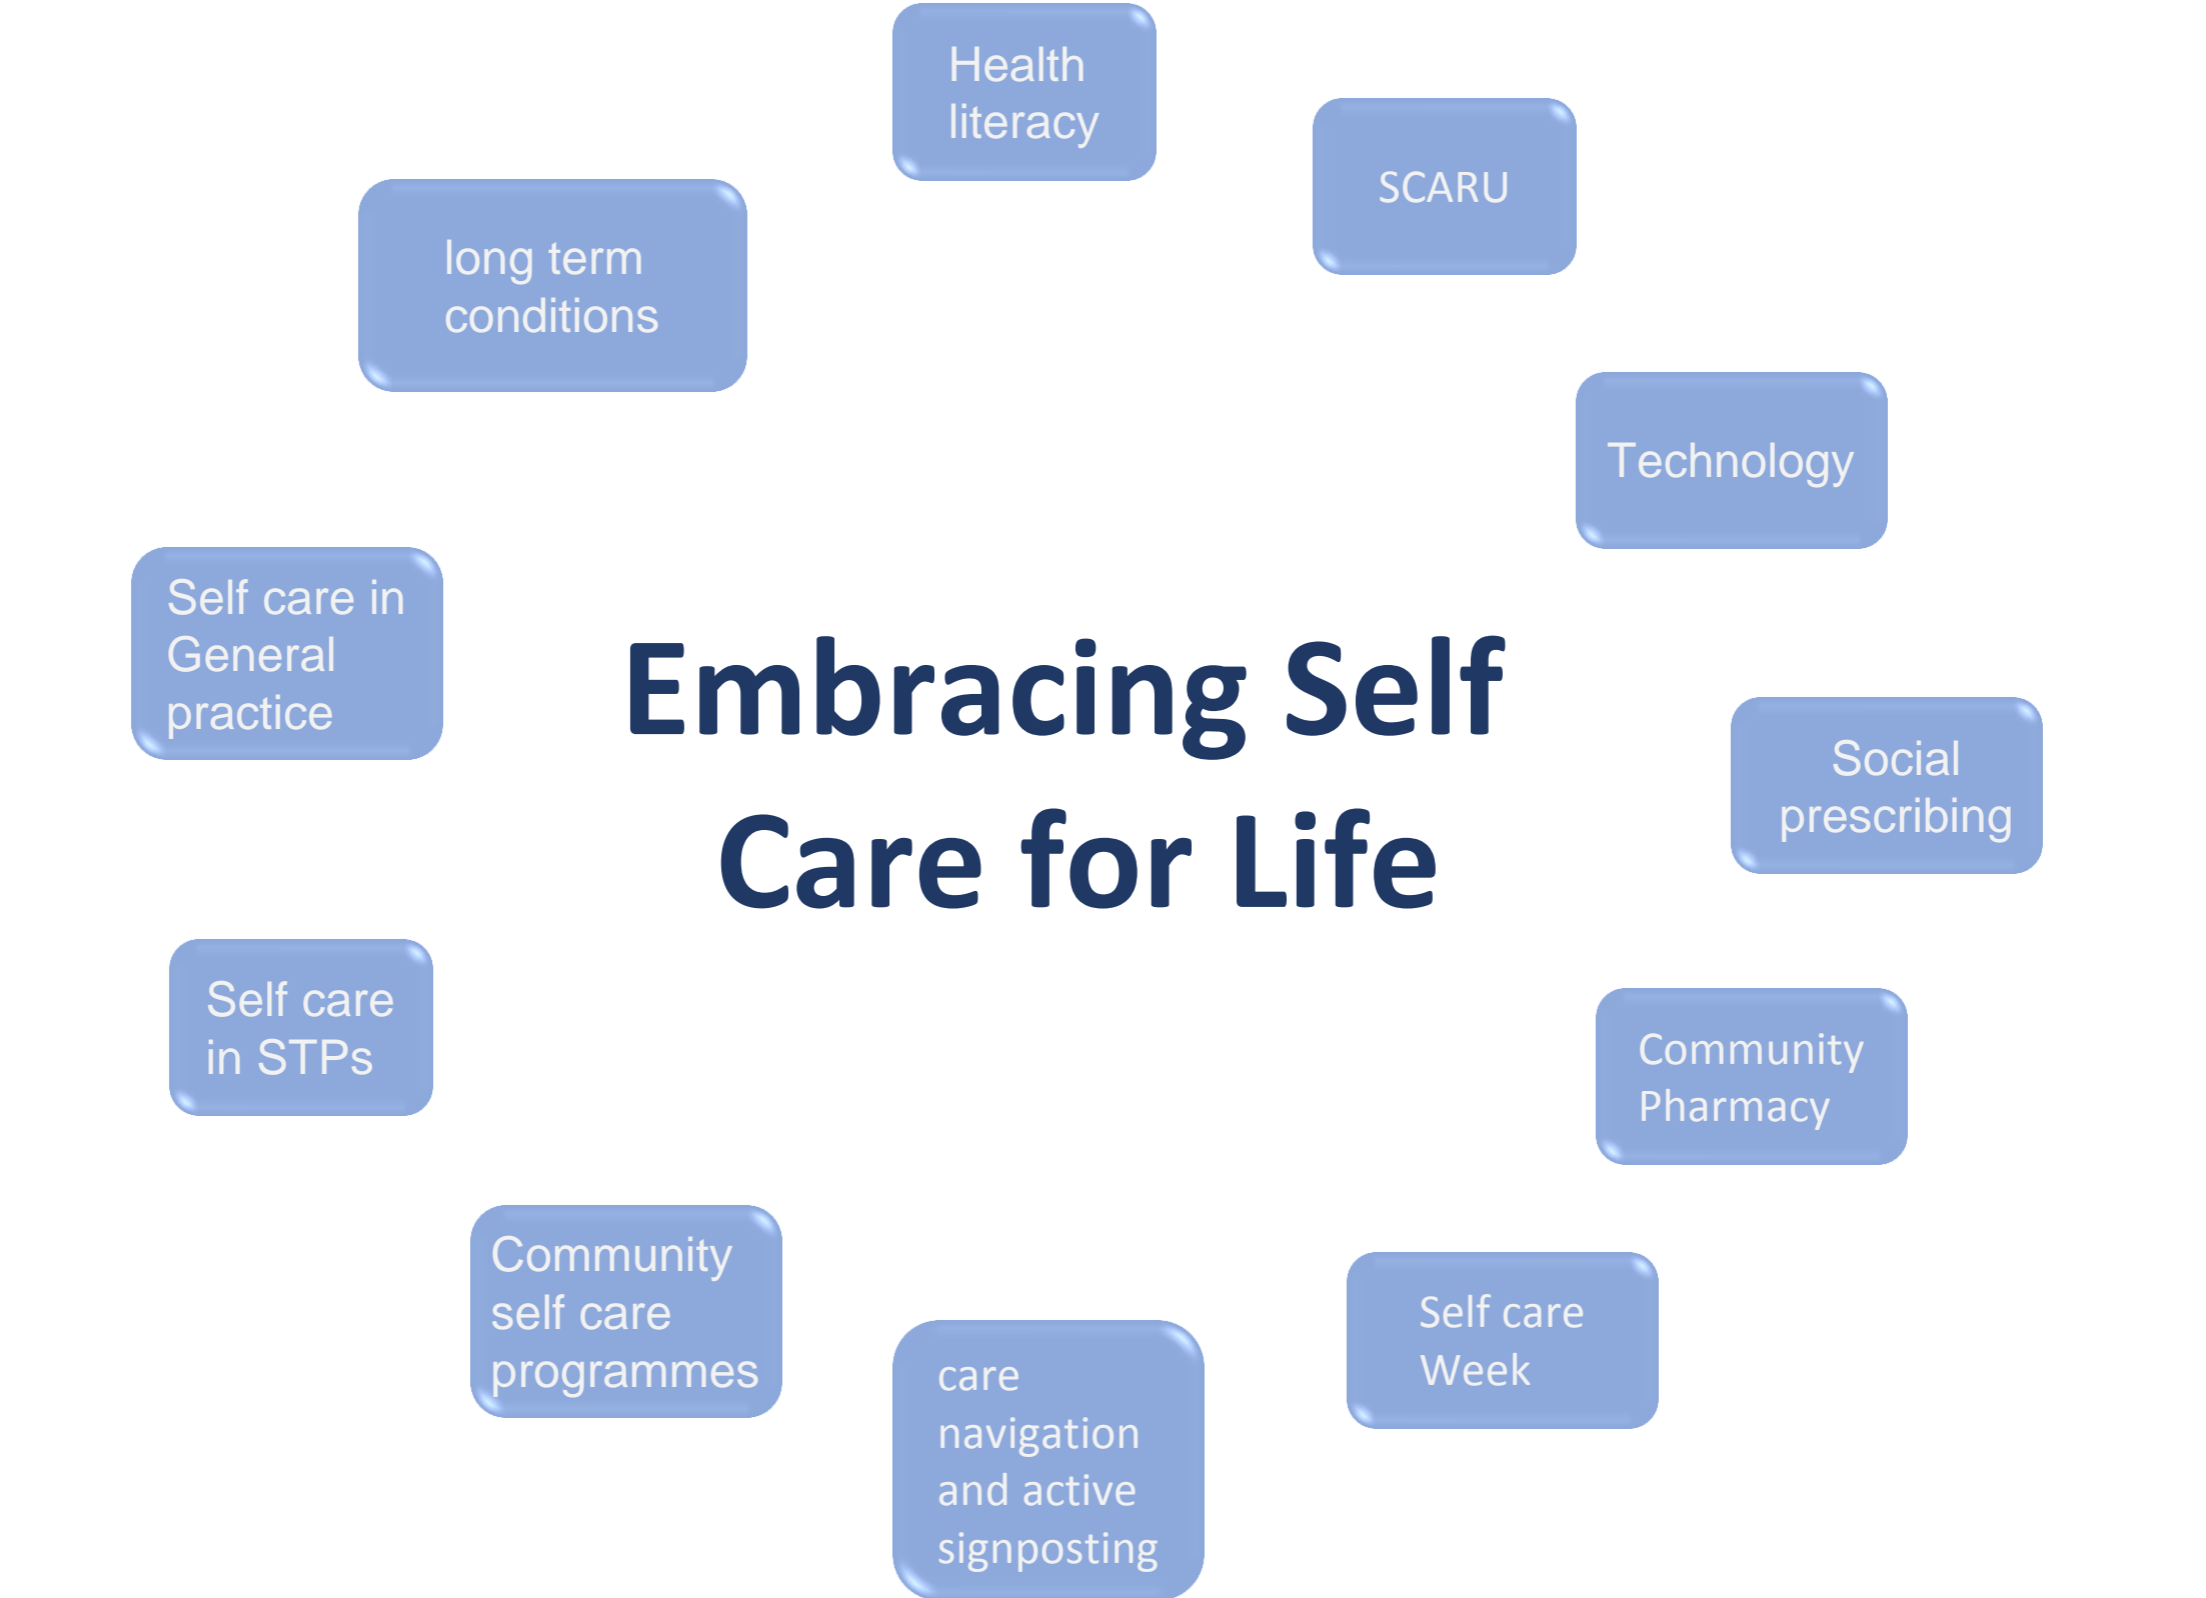 Health
literacy
SCARU
long term
conditions
Technology
Self care in
General
practice
Embracing Self
Care for Life
Social
prescribing
Self care
in STPs
Community
Pharmacy
Community
self care
programmes
Self care
Week
care
navigation
and active
signposting